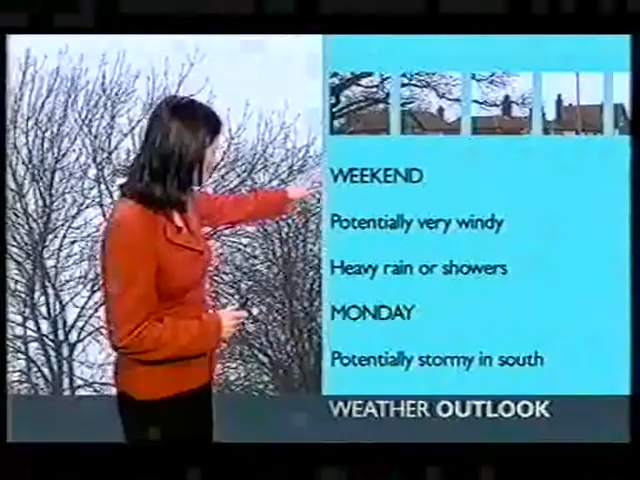 WEEKEND
Potentially very windy
Heavy rain or showers
MONDAY
Potentially stormy in south
WEATHER OUTLOOK